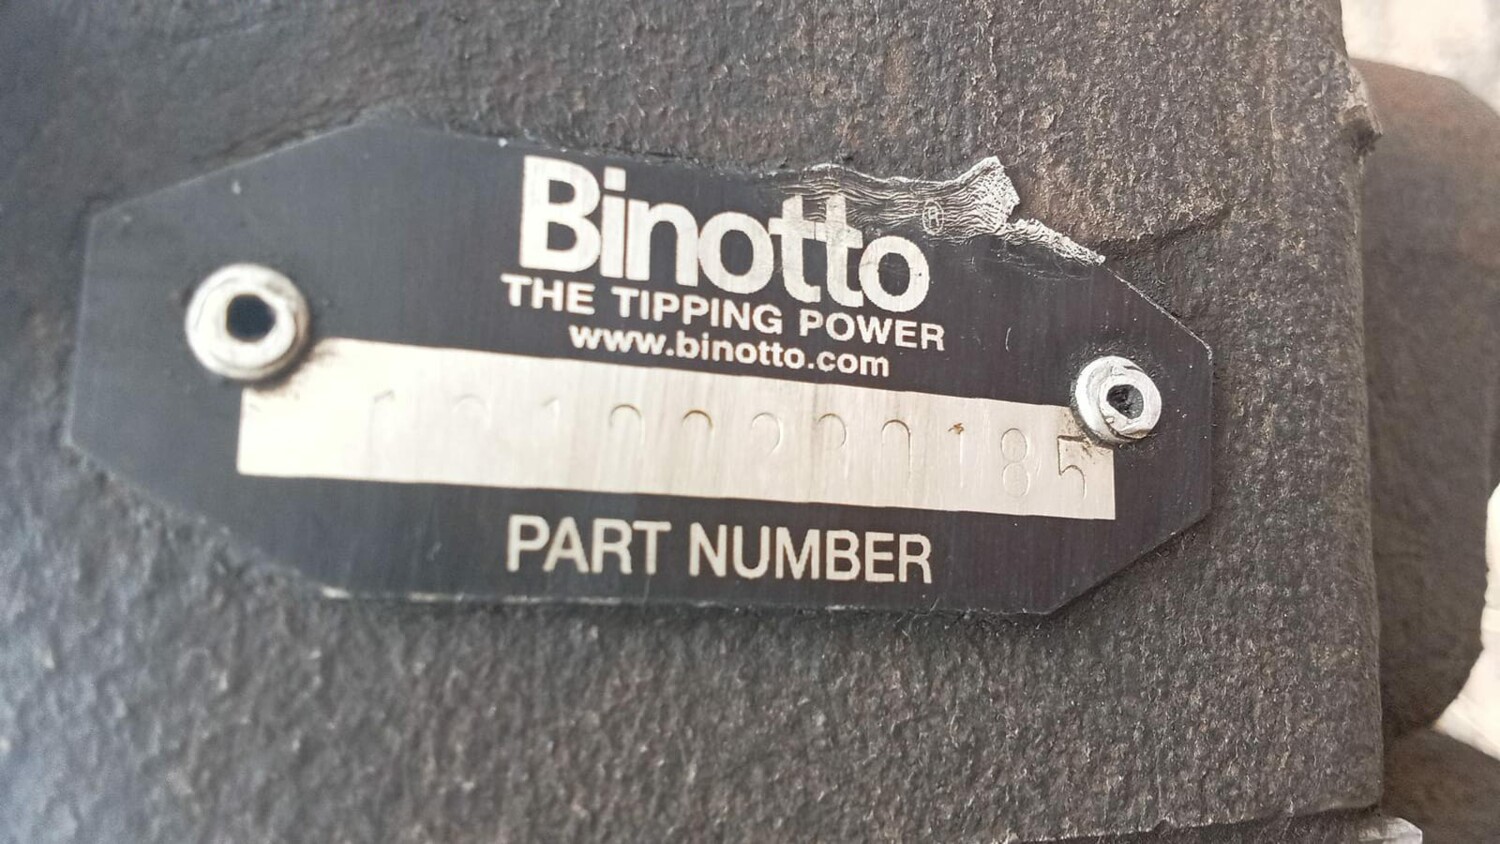 Binotto®
THE TIPPING POWER
www.binotto.com
PART NUMBER